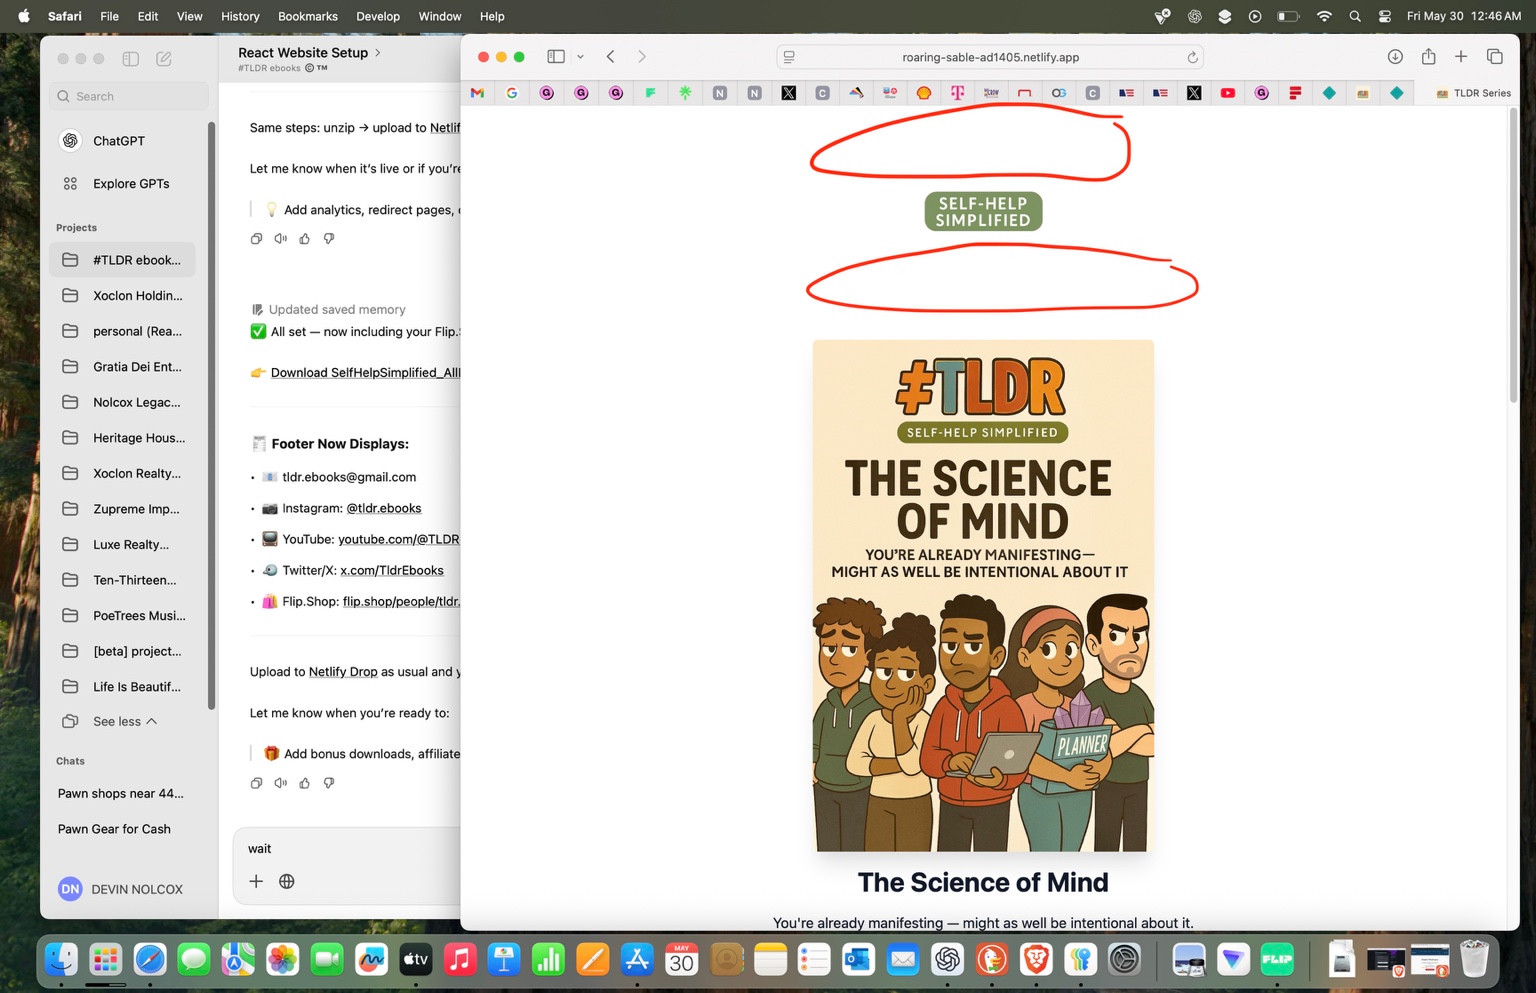 Safari File Edit View History Bookmarks Develop Window Help
Fri May 30 12:46 AM
Search
ChatGPT
Explore GPTs
Projects
#TLDR ebook...
Xoclon Holdin...
personal (Rea...
Gratia Dei Ent...
Nolcox Legac...
Heritage Hous...
Xoclon Realty...
Zupreme Imp...
Luxe Realty...
Ten-Thirteen...
PoeTrees Musi...
[beta] project...
Life Is Beautif...
See less
Chats
Pawn shops near 44...
Pawn Gear for Cash
DN DEVIN NOLCOX
React Website Setup
#TLDR ebooks © ™
Same steps: unzip → upload to Netlif
Let me know when it's live or if you're
💡 Add analytics, redirect pages,
Updated saved memory
✅ All set — now including your Flip.
👉 Download SelfHelpSimplified_All
🧾 Footer Now Displays:
• 📧 tldr.ebooks@gmail.com
• 📷 Instagram: @tldr.ebooks
• 📺 YouTube: youtube.com/@TLDR
• 🐦 Twitter/X: x.com/TldrEbooks
• 🛍️ Flip.Shop: flip.shop/people/tldr.
Upload to Netlify Drop as usual and y
Let me know when you're ready to:
🎁 Add bonus downloads, affiliate
wait
roaring-sable-ad1405.netlify.app
TLDR Series
SELF-HELP
SIMPLIFIED
#TLDR
SELF-HELP SIMPLIFIED
THE SCIENCE
OF MIND
YOU'RE ALREADY MANIFESTING—
MIGHT AS WELL BE INTENTIONAL ABOUT IT
PLANNER
The Science of Mind
You're already manifesting — might as well be intentional about it.
tv
MAY
30
FLIP